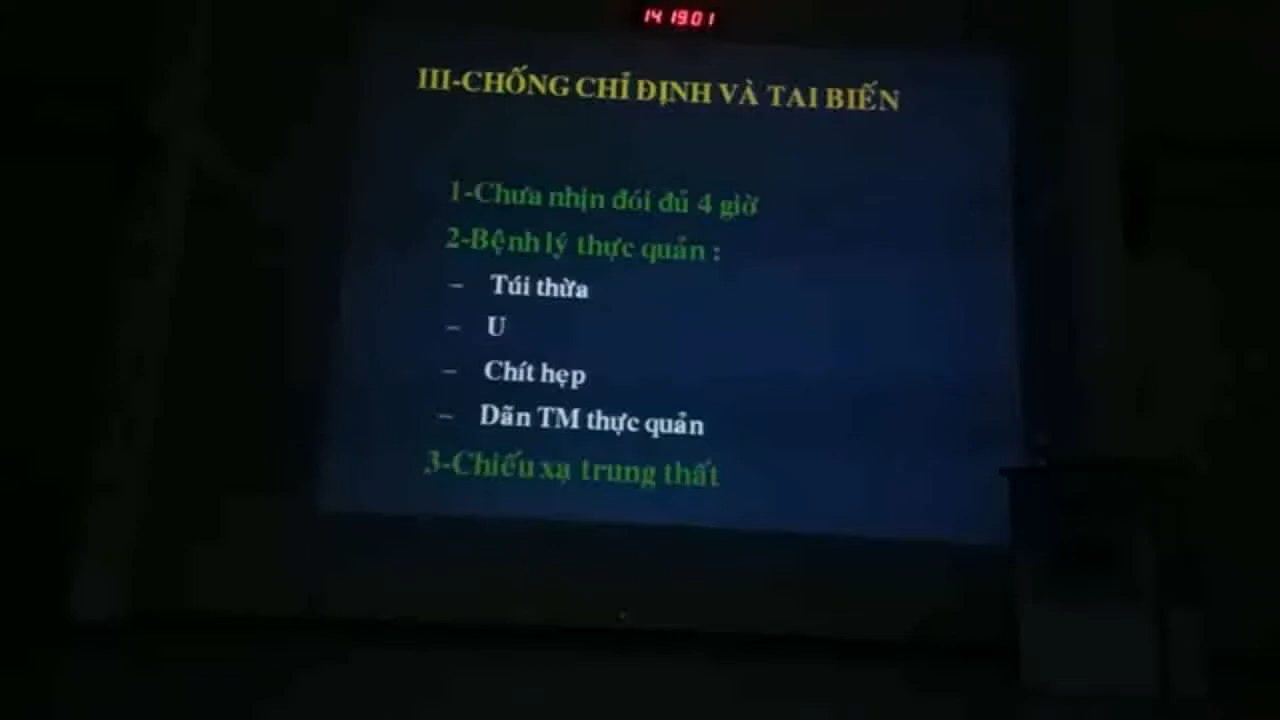 14 19 01
III-CHỐNG CHỈ ĐỊNH VÀ TAI BIẾN
1-Chưa nhịn đói đủ 4 giờ
2-Bệnh lý thực quản :
– Túi thừa
– U
– Chít hẹp
– Dãn TM thực quản
3-Chiếu xạ trung thất